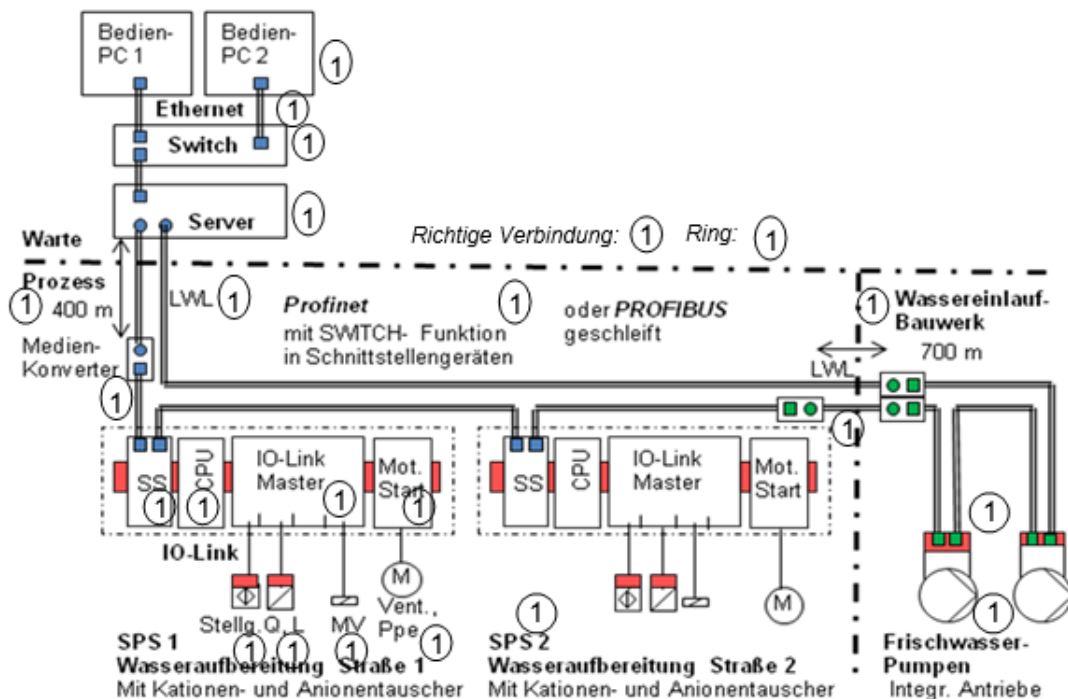 Bedien-
PC 1
Bedien-
PC 2
1
Ethernet 1
Switch 1
Server 1
Warte
Richtige Verbindung: 1 Ring: 1
Prozess
1 400 m
LWL 1
Profinet 1 oder PROFIBUS
mit SWITCH- Funktion geschleift
in Schnittstellengeräten
1 Wassereinlauf-
Bauwerk
700 m
LWL
Medien-
Konverter
1
1
SS
1
CPU
1
IO-Link
Master
1
Mot.
Start
1
SS
CPU
IO-Link
Master
Mot.
Start
1
IO-Link
M
M
1
Stellg. Q, L MV Vent.,
Ppe
1 1 1 1
1
SPS 1
Wasseraufbereitung Straße 1
Mit Kationen- und Anionentauscher
SPS 2
Wasseraufbereitung Straße 2
Mit Kationen- und Anionentauscher
Frischwasser-
Pumpen
Integr. Antriebe